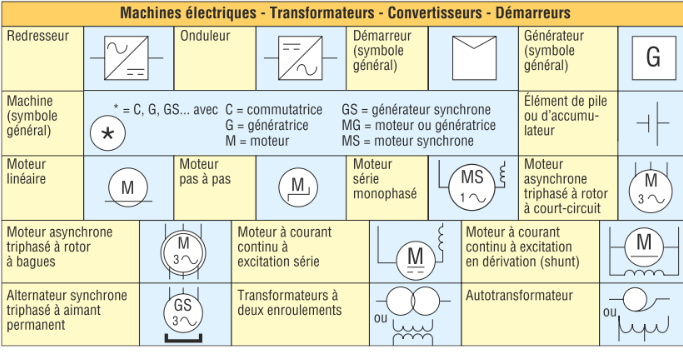 Machines électriques - Transformateurs - Convertisseurs - Démarreurs
Redresseur
Onduleur
Démarreur
(symbole
général)
Générateur
(symbole
général)
G
Machine
(symbole
général)
*
* = C, G, GS... avec
C = commutatrice
G = génératrice
M = moteur
GS = générateur synchrone
MG = moteur ou génératrice
MS = moteur synchrone
Élément de pile
ou d'accumu-
lateur
Moteur
linéaire
M
Moteur
pas à pas
M
Moteur
série
monophasé
MS
1
Moteur
asynchrone
triphasé à rotor
à court-circuit
M
3
Moteur asynchrone
triphasé à rotor
à bagues
M
3
Moteur à courant
continu à
excitation série
M
Moteur à courant
continu à excitation
en dérivation (shunt)
M
Alternateur synchrone
triphasé à aimant
permanent
GS
3
Transformateurs à
deux enroulements
ou
Autotransformateur
ou